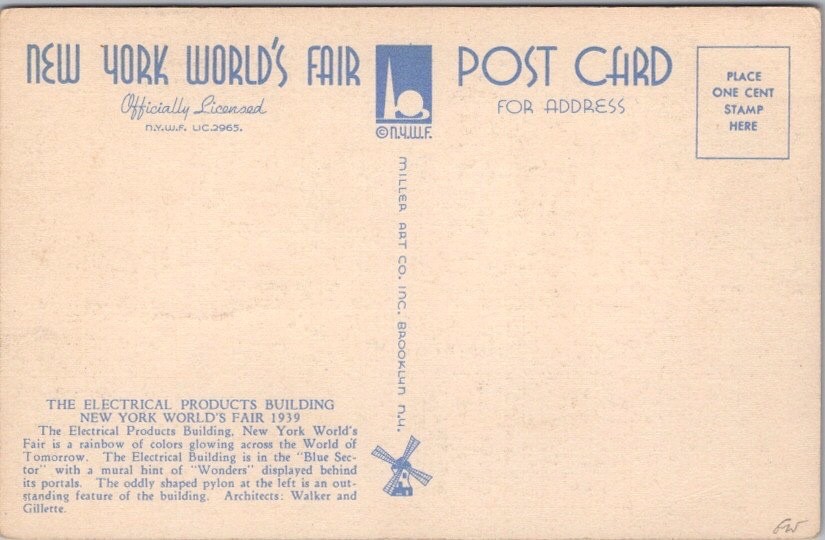 NEW YORK WORLD'S FAIR
Officially Licensed
N.Y.W.F. LIC.2965.
©N.Y.W.F.
POST CARD
FOR ADDRESS
PLACE
ONE CENT
STAMP
HERE
MILLER ART CO. INC. BROOKLYN N.Y.
THE ELECTRICAL PRODUCTS BUILDING
NEW YORK WORLD'S FAIR 1939
The Electrical Products Building, New York World's
Fair is a rainbow of colors glowing across the World of
Tomorrow. The Electrical Building is in the "Blue Sec-
tor" with a mural hint of "Wonders" displayed behind
its portals. The oddly shaped pylon at the left is an out-
standing feature of the building. Architects: Walker and
Gillette.